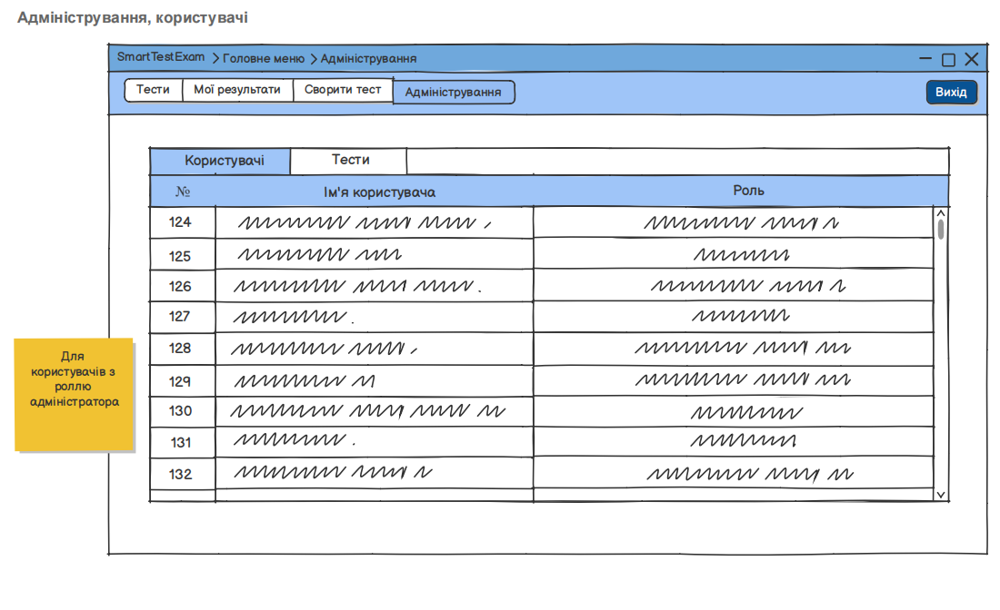 Адміністрування, користувачі
SmartTestExam > Головне меню > Адміністрування
Тести Мої результати Сворити тест Адміністрування Вихід
Користувачі Тести
№ Ім'я користувача Роль
124
125
126
127
128
129
130
131
132
Для
користувачів з
роллю
адміністратора